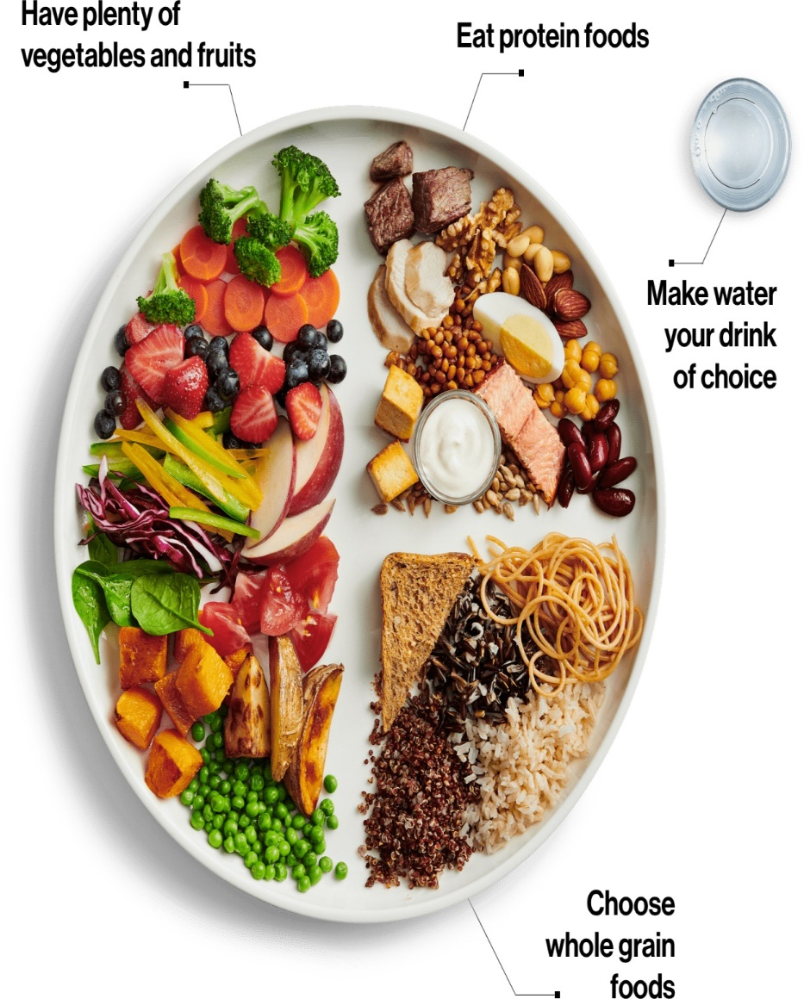 Have plenty of
vegetables and fruits
Eat protein foods
Make water
your drink
of choice
Choose
whole grain
foods